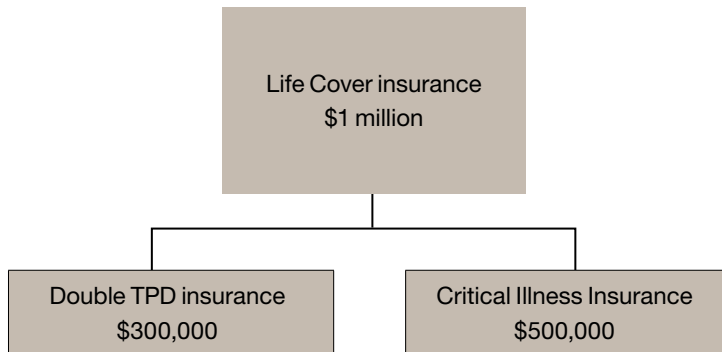 Life Cover insurance
$1 million
Double TPD insurance
$300,000
Critical Illness Insurance
$500,000